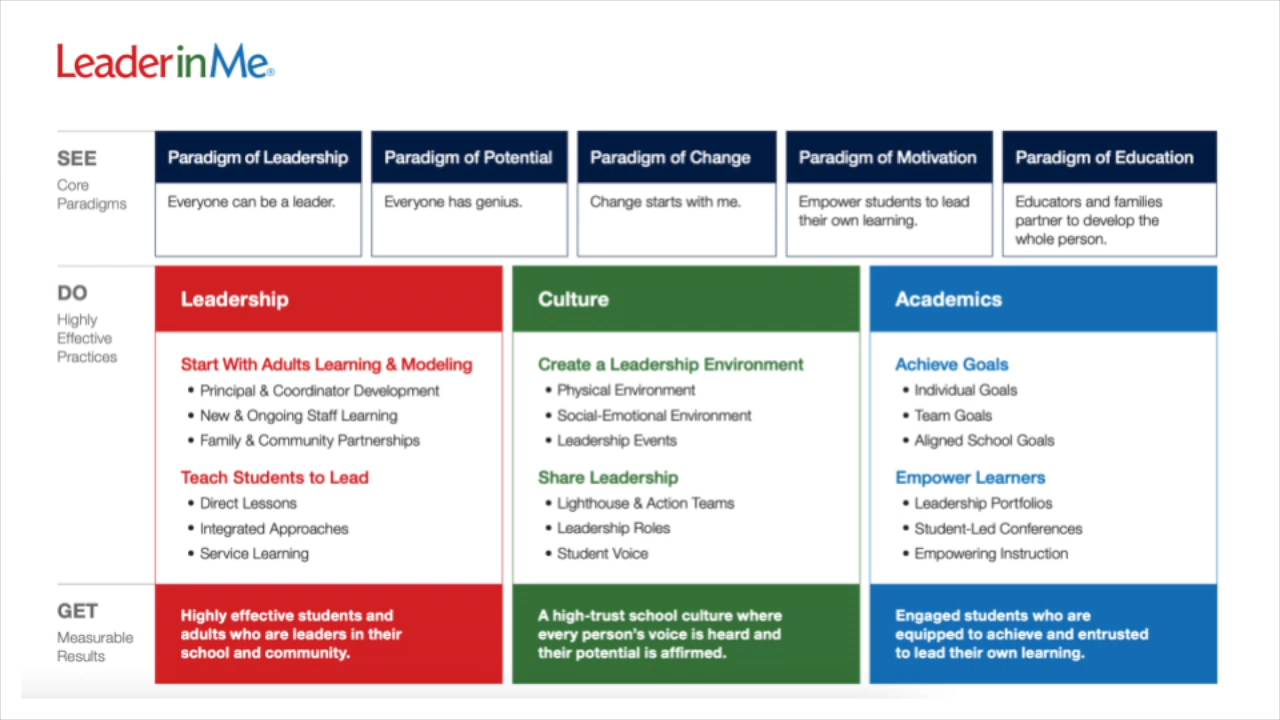 LeaderinMe®
SEE
Core
Paradigms
Paradigm of Leadership
Everyone can be a leader.
Paradigm of Potential
Everyone has genius.
Paradigm of Change
Change starts with me.
Paradigm of Motivation
Empower students to lead
their own learning.
Paradigm of Education
Educators and families
partner to develop the
whole person.
DO
Highly
Effective
Practices
Leadership
Start With Adults Learning & Modeling
• Principal & Coordinator Development
• New & Ongoing Staff Learning
• Family & Community Partnerships
Teach Students to Lead
• Direct Lessons
• Integrated Approaches
• Service Learning
Culture
Create a Leadership Environment
• Physical Environment
• Social-Emotional Environment
• Leadership Events
Share Leadership
• Lighthouse & Action Teams
• Leadership Roles
• Student Voice
Academics
Achieve Goals
• Individual Goals
• Team Goals
• Aligned School Goals
Empower Learners
• Leadership Portfolios
• Student-Led Conferences
• Empowering Instruction
GET
Measurable
Results
Highly effective students and
adults who are leaders in their
school and community.
A high-trust school culture where
every person's voice is heard and
their potential is affirmed.
Engaged students who are
equipped to achieve and entrusted
to lead their own learning.